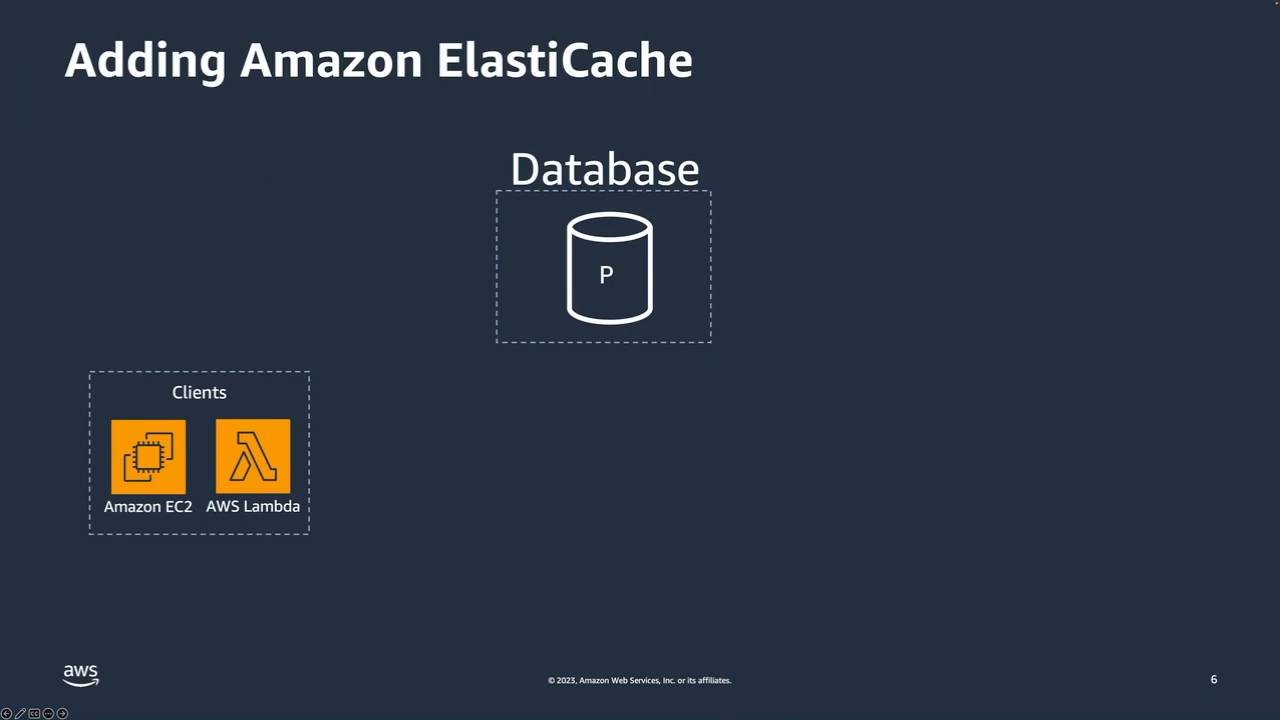 Adding Amazon ElastiCache
Database
P
Clients
Amazon EC2 AWS Lambda
aws
© 2023, Amazon Web Services, Inc. or its affiliates.
6